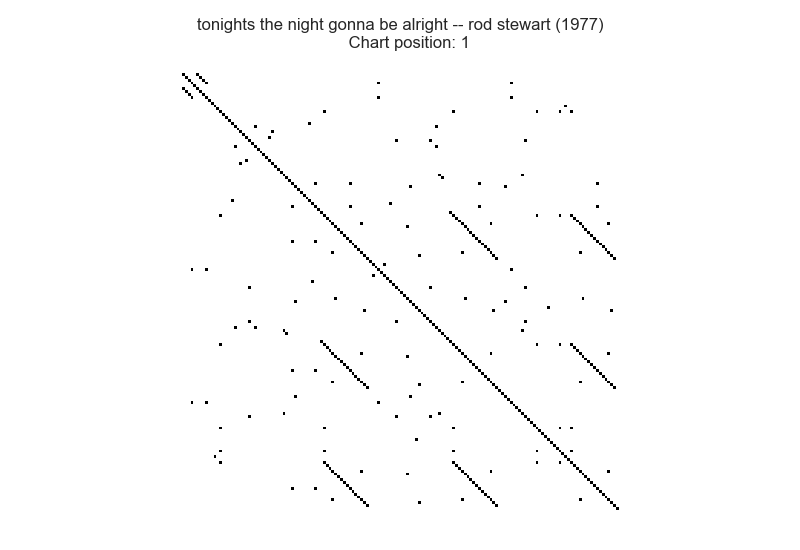 tonights the night gonna be alright -- rod stewart (1977)
Chart position: 1